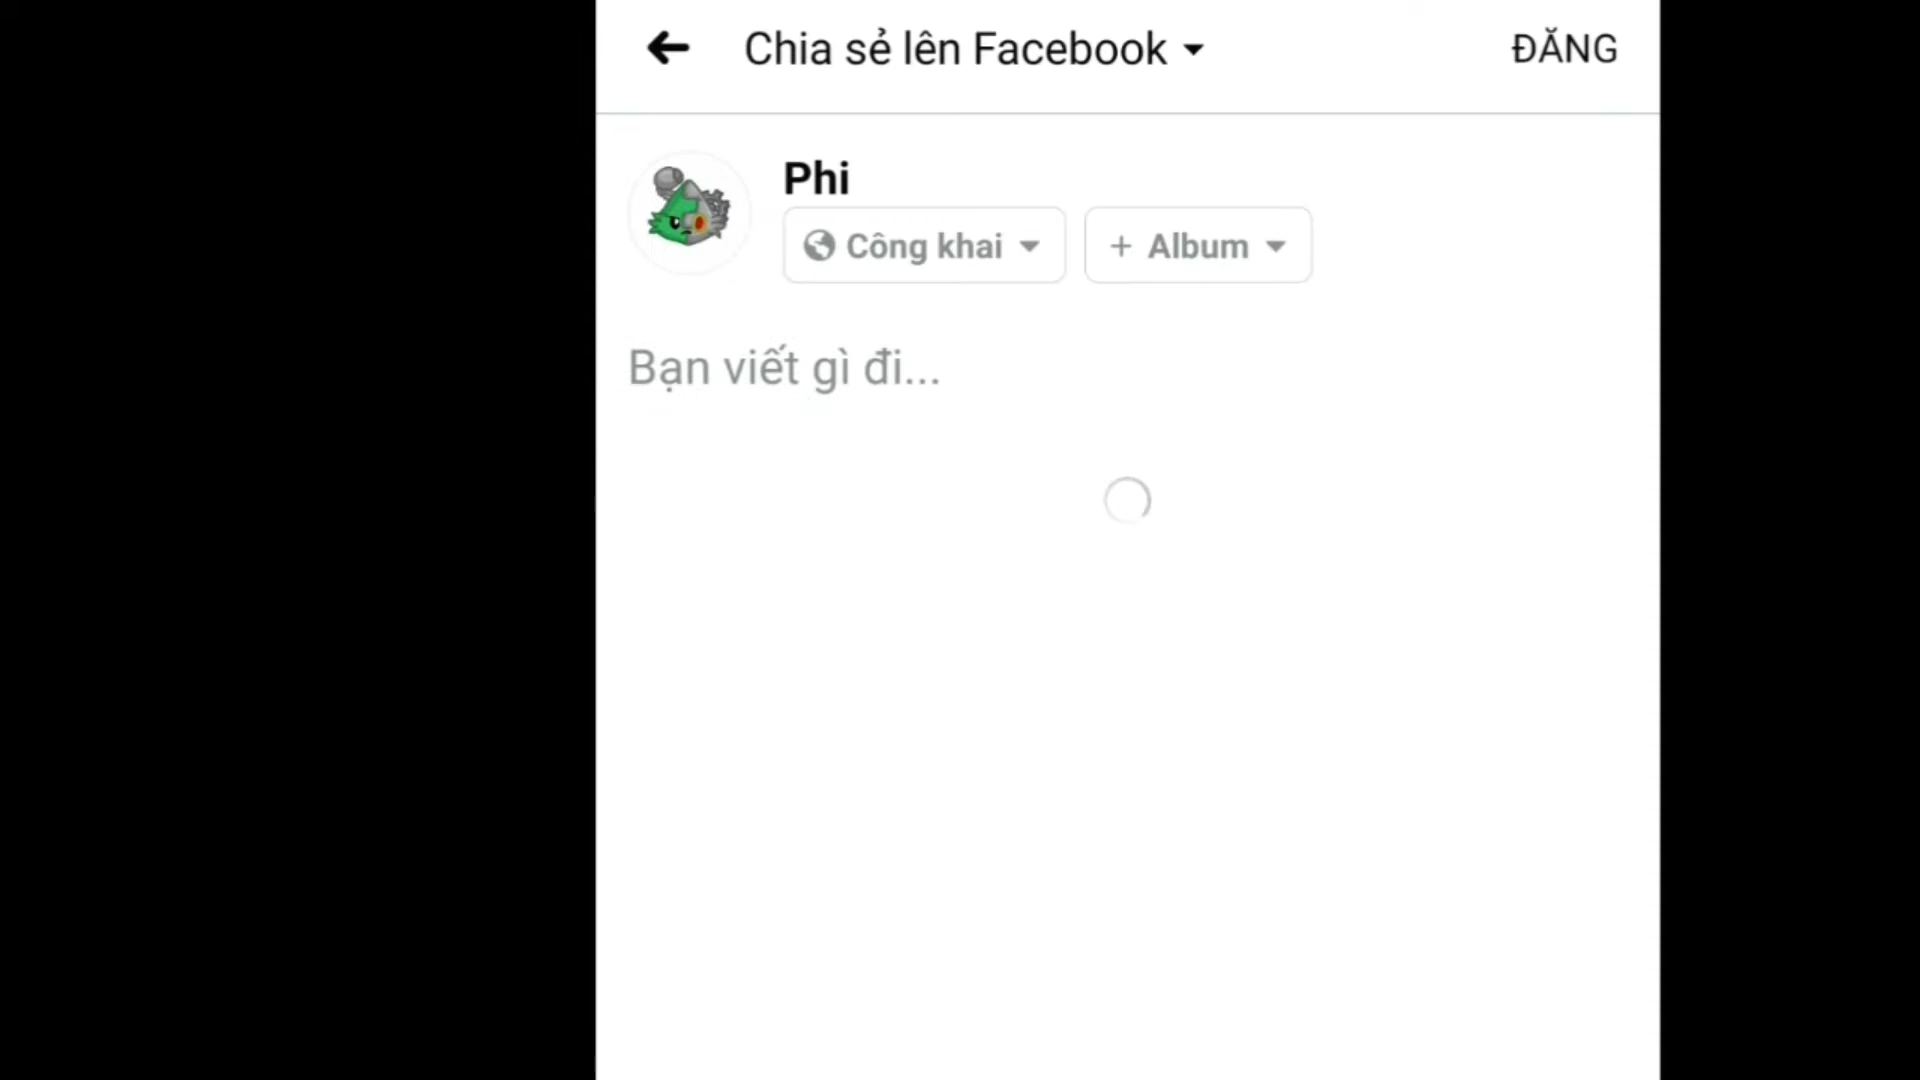 Chia sẻ lên Facebook
ĐĂNG
Phi
Công khai
+ Album
Bạn viết gì đi...